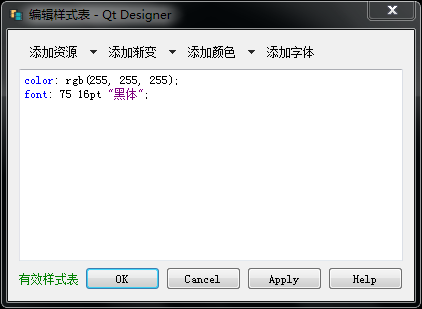 编辑样式表 - Qt Designer
添加资源 添加渐变 添加颜色 添加字体
color: rgb(255, 255, 255);
font: 75 16pt "黑体";
有效样式表 OK Cancel Apply Help